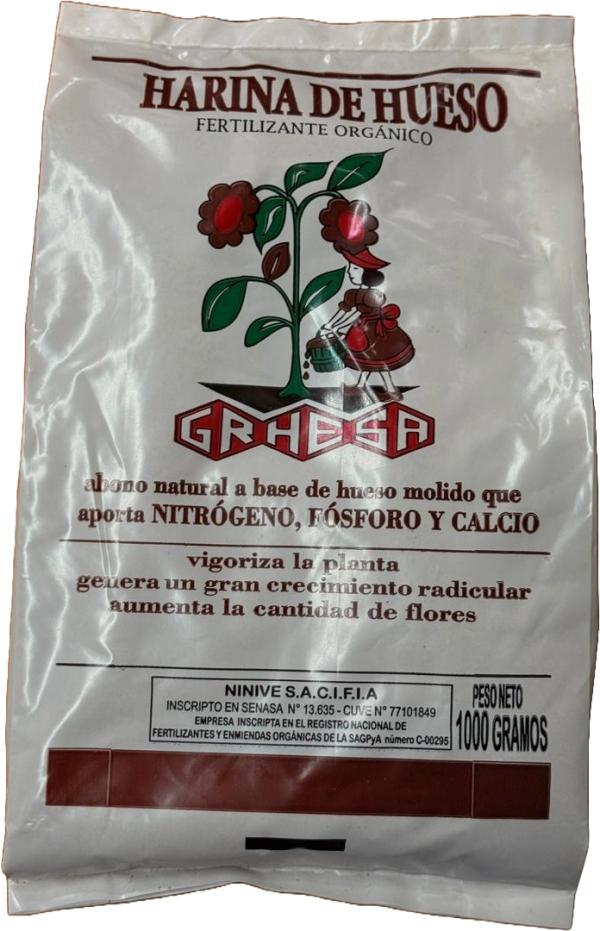 HARINA DE HUESO
FERTILIZANTE ORGÁNICO
GRHESA
abono natural a base de hueso molido que
aporta NITRÓGENO, FÓSFORO Y CALCIO
vigoriza la planta
genera un gran crecimiento radicular
aumenta la cantidad de flores
NINIVE S.A.C.I.F.I.A
INSCRIPTO EN SENASA N° 13.635 - CUVE N° 77101849
EMPRESA INSCRIPTA EN EL REGISTRO NACIONAL DE
FERTILIZANTES Y ENMIENDAS ORGÁNICAS DE LA SAGPyA número C-00295
PESO NETO
1000 GRAMOS